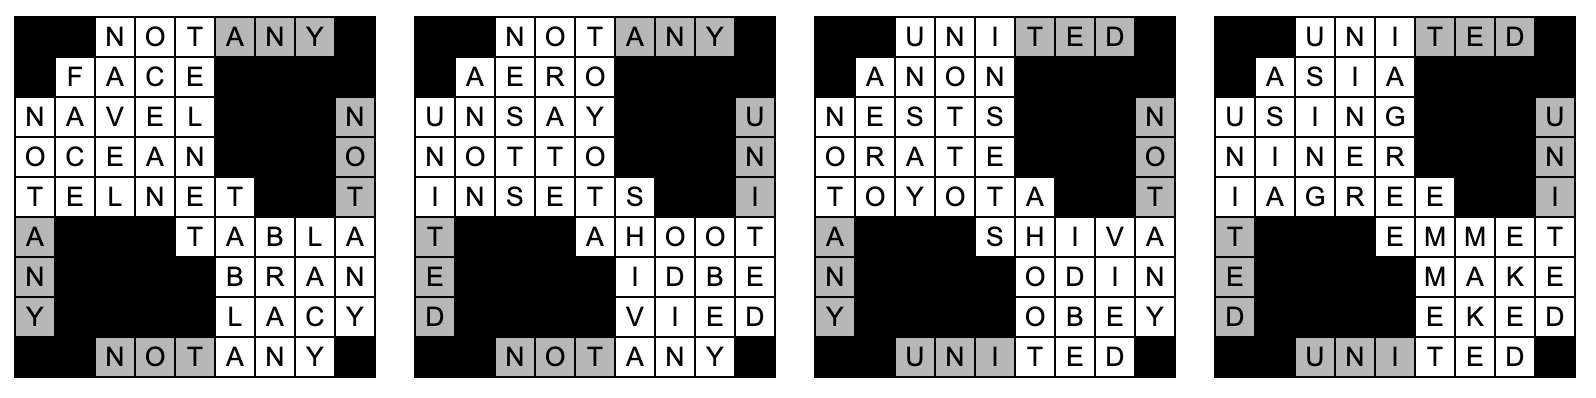 NOTANY
FACE
NAVEL N
OCEAN O
TELNET T
A TABLA
N BRAN
Y LACY
NOTANY
NOTANY
AERO
UNSAY U
NOTTO N
INSETS I
T AHOOT
E IDBE
D VIED
NOTANY
UNITED
ANON
NESTS N
ORATE O
TOYOTA T
A SHIVA
N ODIN
Y OBEY
UNITED
UNITED
ASIA
USING U
NINER N
IAGREE I
T EMMET
E MAKE
D EKED
UNITED